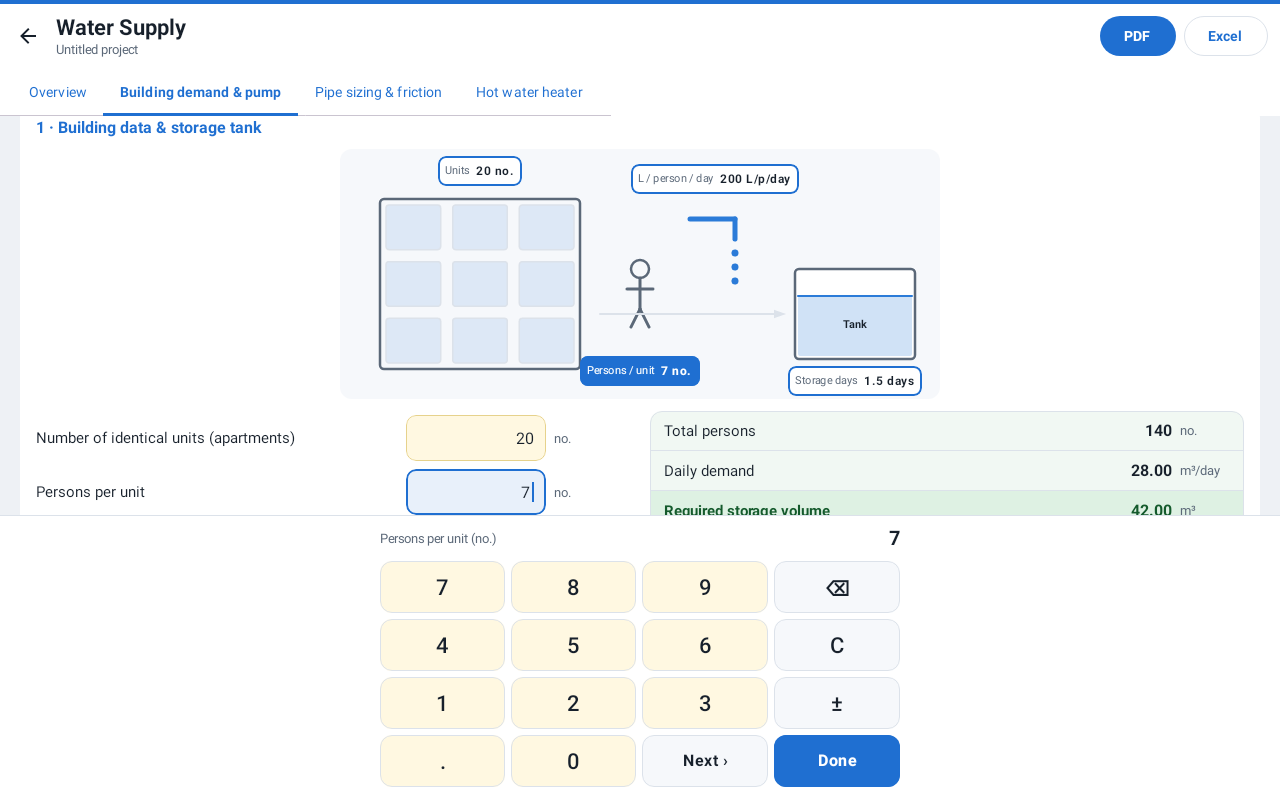 Water Supply
Untitled project
PDF
Excel
Overview
Building demand & pump
Pipe sizing & friction
Hot water heater
1 · Building data & storage tank
Units 20 no.
L / person / day 200 L/p/day
Tank
Persons / unit 7 no.
Storage days 1.5 days
Number of identical units (apartments) 20 no.
Persons per unit 7 no.
Total persons 140 no.
Daily demand 28.00 m³/day
Required storage volume 42.00 m³
Persons per unit (no.) 7
7 8 9 ⌫
4 5 6 C
1 2 3 ±
. 0 Next › Done